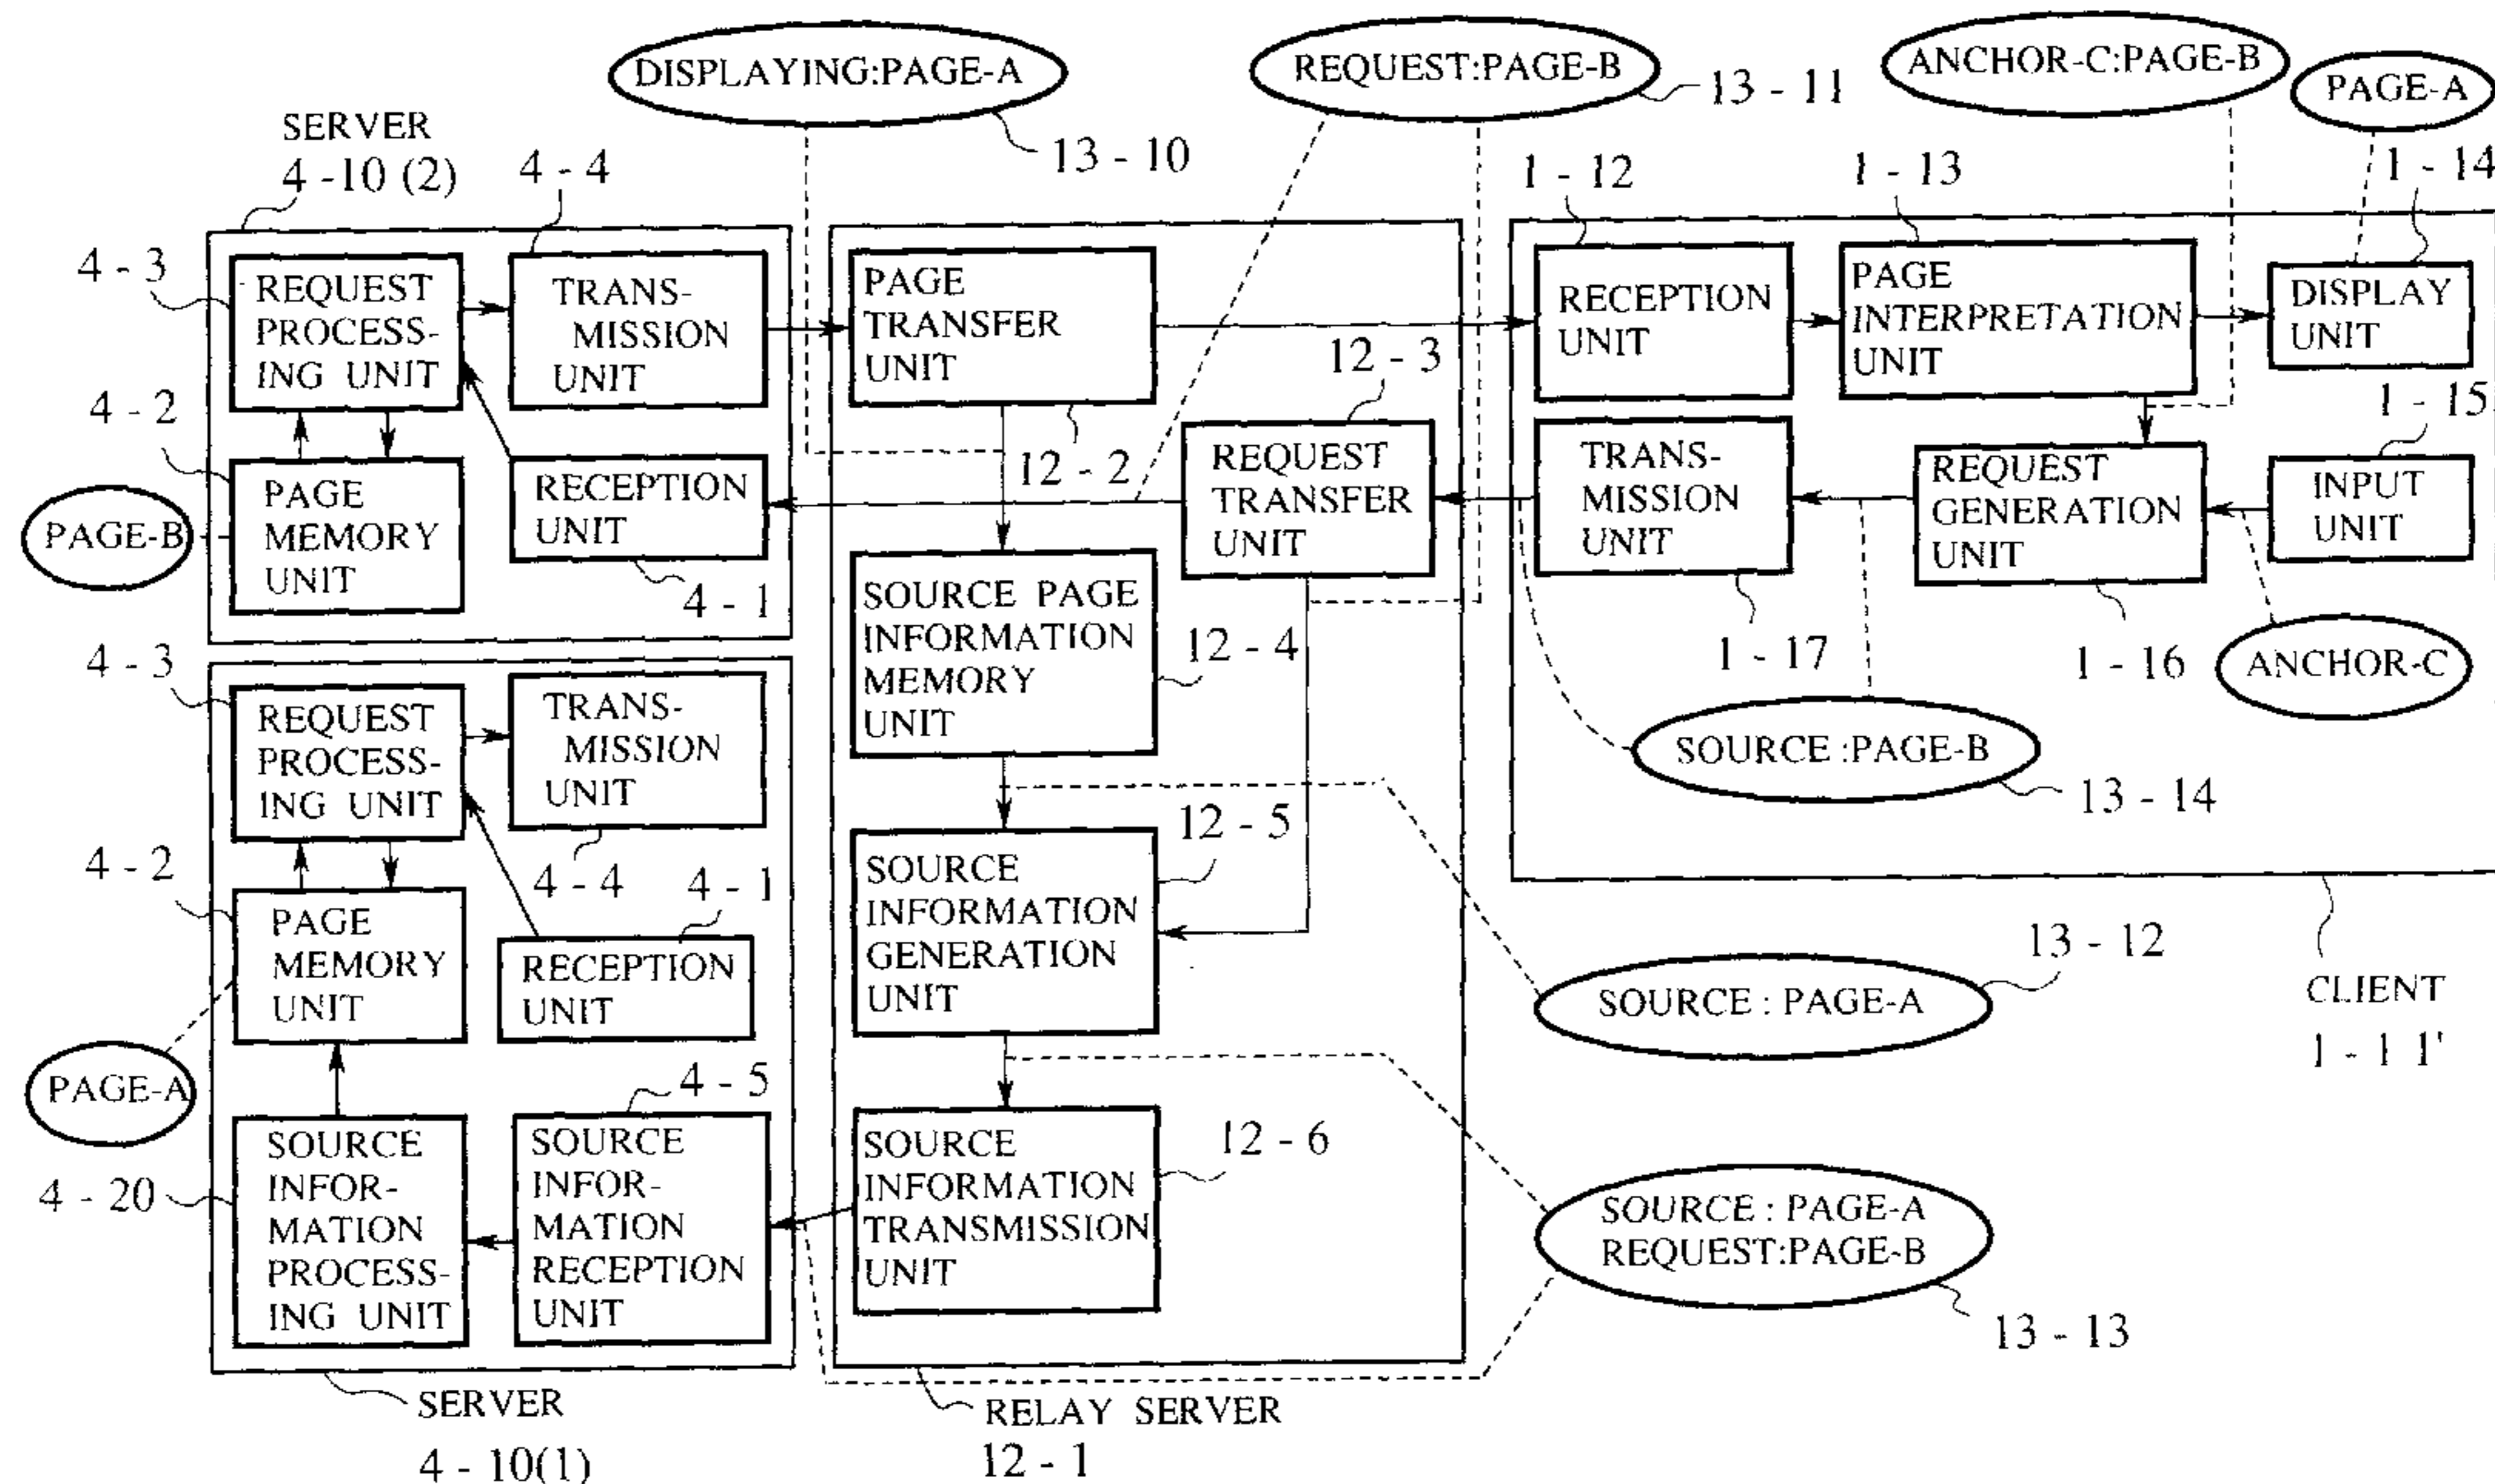 DISPLAYING:PAGE-A
REQUEST:PAGE-B
ANCHOR-C:PAGE-B
PAGE-A
13 - 11
13 - 10
SERVER
4 - 10 (2)
4 - 4
1 - 12
1 - 13
1 - 14
4 - 3
REQUEST
PROCESS-
ING UNIT
TRANS-
MISSION
UNIT
PAGE
TRANSFER
UNIT
RECEPTION
UNIT
PAGE
INTERPRETATION
UNIT
DISPLAY
UNIT
12 - 3
4 - 2
12 - 2
1 - 15
PAGE-B
PAGE
MEMORY
UNIT
RECEPTION
UNIT
4 - 1
REQUEST
TRANSFER
UNIT
TRANS-
MISSION
UNIT
REQUEST
GENERATION
UNIT
INPUT
UNIT
SOURCE PAGE
INFORMATION
MEMORY
UNIT
12 - 4
1 - 17
1 - 16
ANCHOR-C
SOURCE :PAGE-B
13 - 14
4 - 3
REQUEST
PROCESS-
ING UNIT
TRANS-
MISSION
UNIT
4 - 4
4 - 1
4 - 2
PAGE
MEMORY
UNIT
RECEPTION
UNIT
12 - 5
SOURCE
INFORMATION
GENERATION
UNIT
13 - 12
SOURCE : PAGE-A
CLIENT
1 - 1 1'
PAGE-A
4 - 5
4 - 20
SOURCE
INFOR-
MATION
PROCESS-
ING UNIT
SOURCE
INFOR-
MATION
RECEPTION
UNIT
SOURCE
INFORMATION
TRANSMISSION
UNIT
12 - 6
SOURCE : PAGE-A
REQUEST:PAGE-B
13 - 13
SERVER
4 - 10(1)
RELAY SERVER
12 - 1